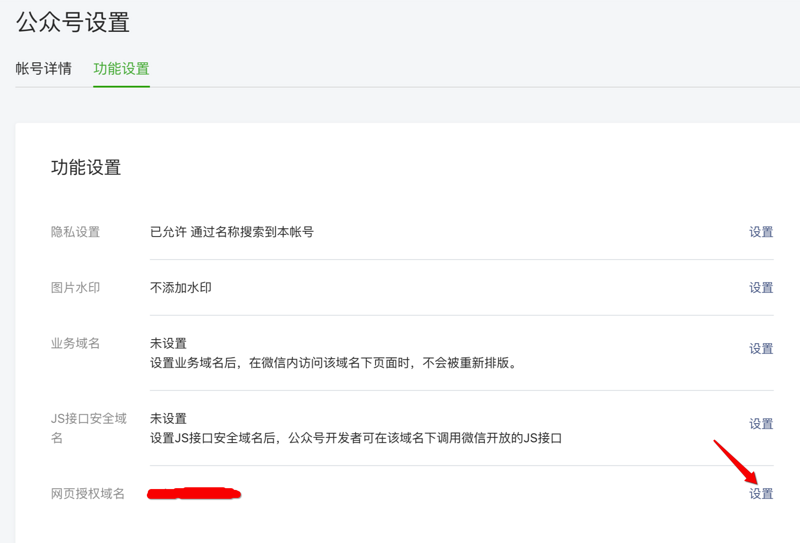 公众号设置
帐号详情 功能设置
功能设置
隐私设置 已允许 通过名称搜索到本帐号 设置
图片水印 不添加水印 设置
业务域名 未设置 设置
设置业务域名后，在微信内访问该域名下页面时，不会被重新排版。
JS接口安全域名 未设置 设置
设置JS接口安全域名后，公众号开发者可在该域名下调用微信开放的JS接口
网页授权域名 设置